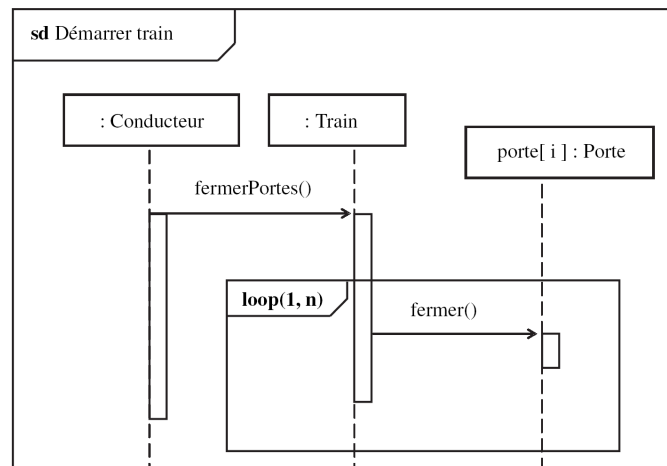 sd Démarrer train
: Conducteur
: Train
porte[ i ] : Porte
fermerPortes()
loop(1, n)
fermer()